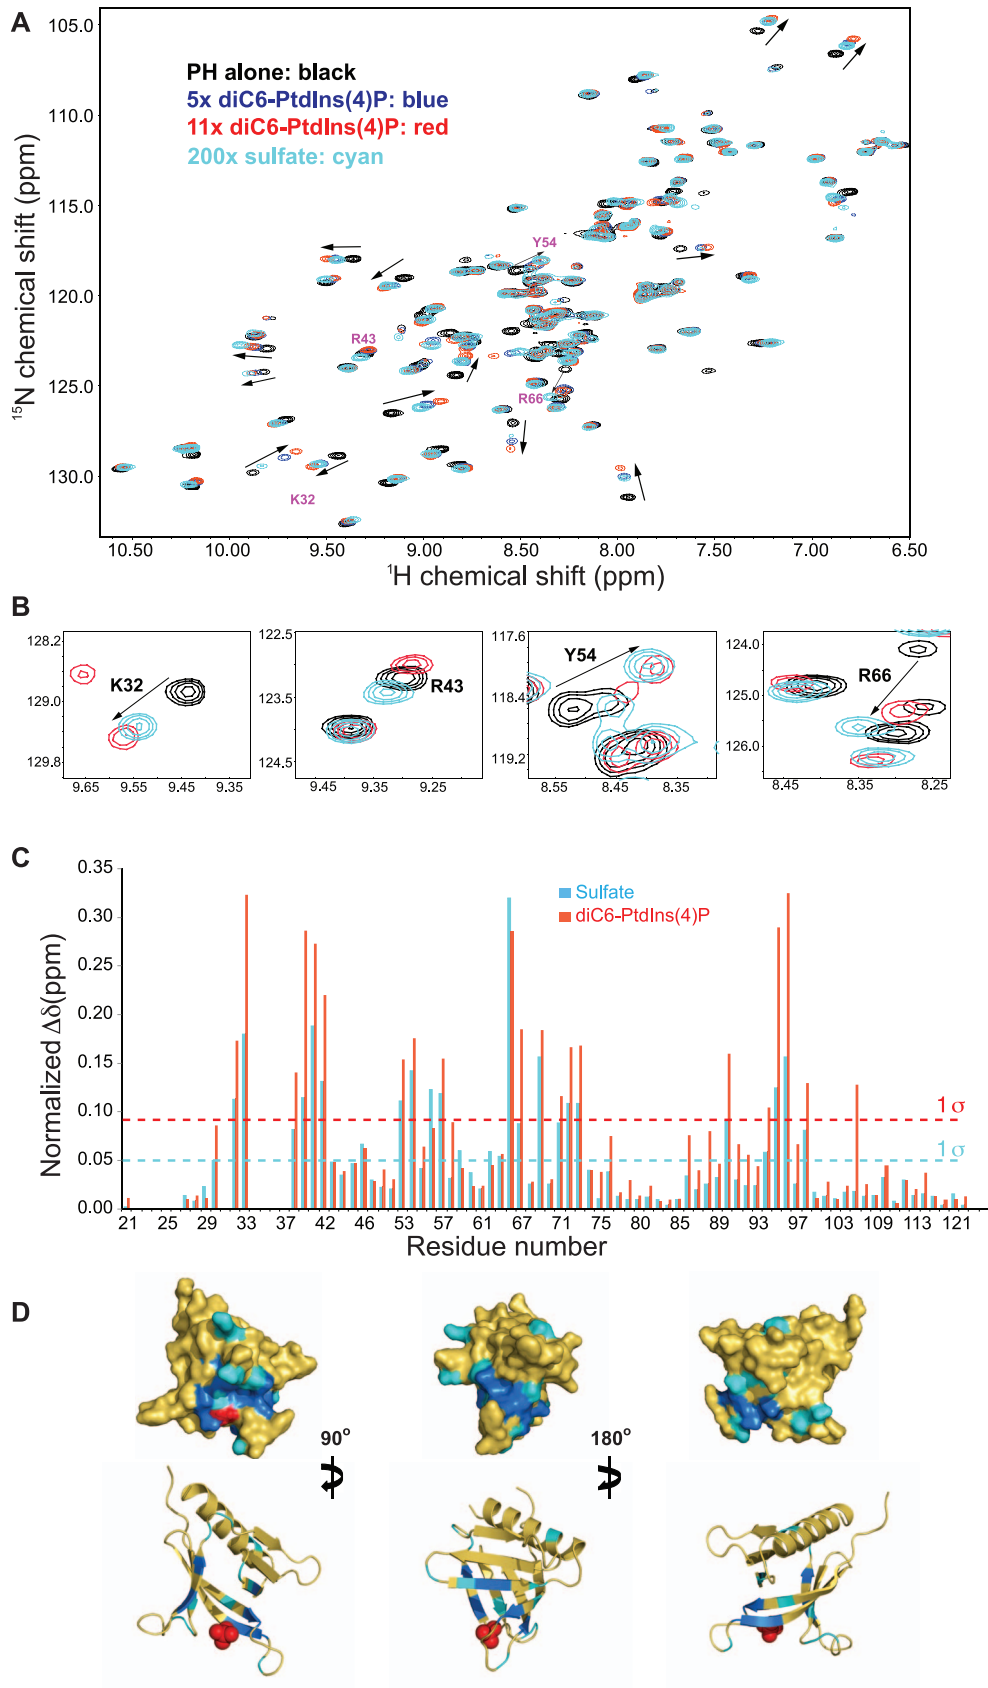 A
PH alone: black
5x diC6-PtdIns(4)P: blue
11x diC6-PtdIns(4)P: red
200x sulfate: cyan
105.0
110.0
115.0
120.0
125.0
130.0
15N chemical shift (ppm)
Y54
R43
R66
K32
10.50 10.00 9.50 9.00 8.50 8.00 7.50 7.00 6.50
1H chemical shift (ppm)
B
128.2
129.0
129.8
K32
9.65 9.55 9.45 9.35
122.5
123.5
124.5
R43
9.45 9.35 9.25
117.6
118.4
119.2
Y54
8.55 8.45 8.35
124.0
125.0
126.0
R66
8.45 8.35 8.25
C
0.35
0.30
0.25
0.20
0.15
0.10
0.05
0.00
Normalized Δδ(ppm)
Sulfate
diC6-PtdIns(4)P
1σ
1σ
21 25 29 33 37 42 46 53 57 61 67 71 76 80 85 89 93 97 103 109 115 121
Residue number
D
90°
180°